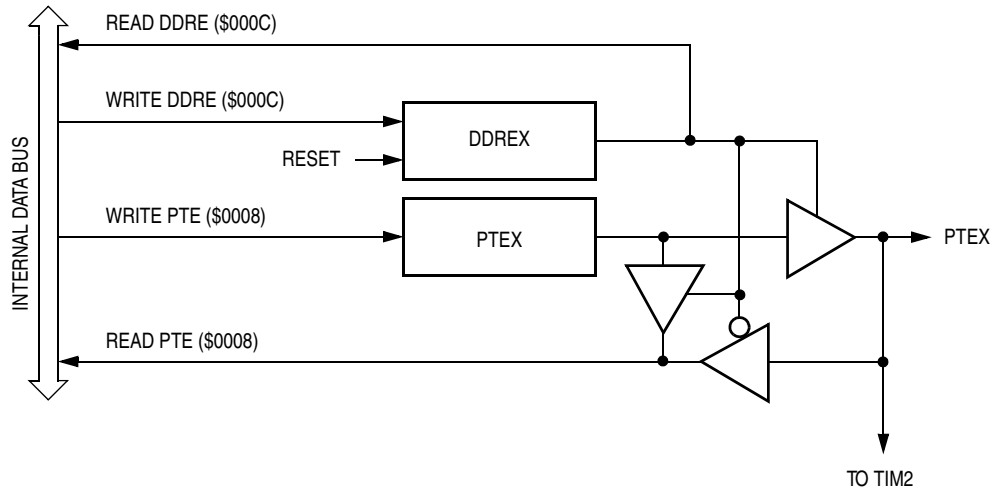 READ DDRE ($000C)
WRITE DDRE ($000C)
DDREX
RESET
WRITE PTE ($0008)
PTEX
PTEX
READ PTE ($0008)
INTERNAL DATA BUS
TO TIM2